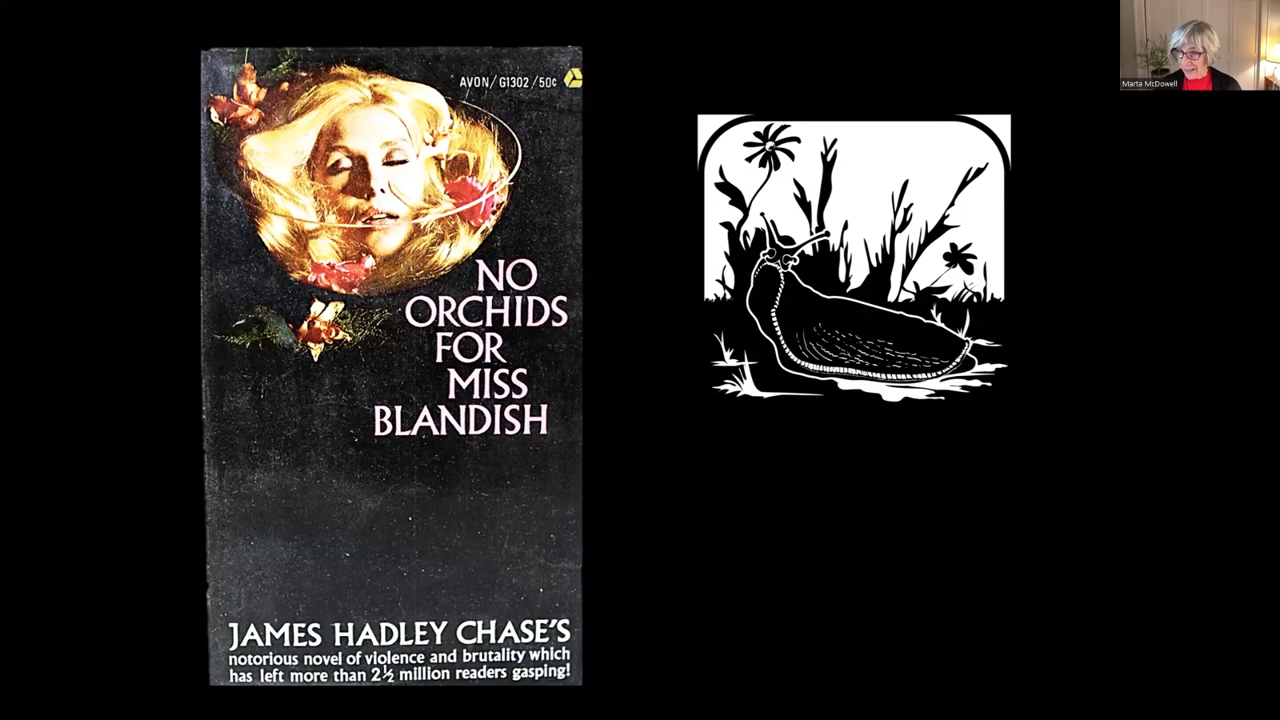 AVON/G1302/50¢
NO
ORCHIDS
FOR
MISS
BLANDISH
JAMES HADLEY CHASE'S
notorious novel of violence and brutality which
has left more than 2½ million readers gasping!
Marta McDowell